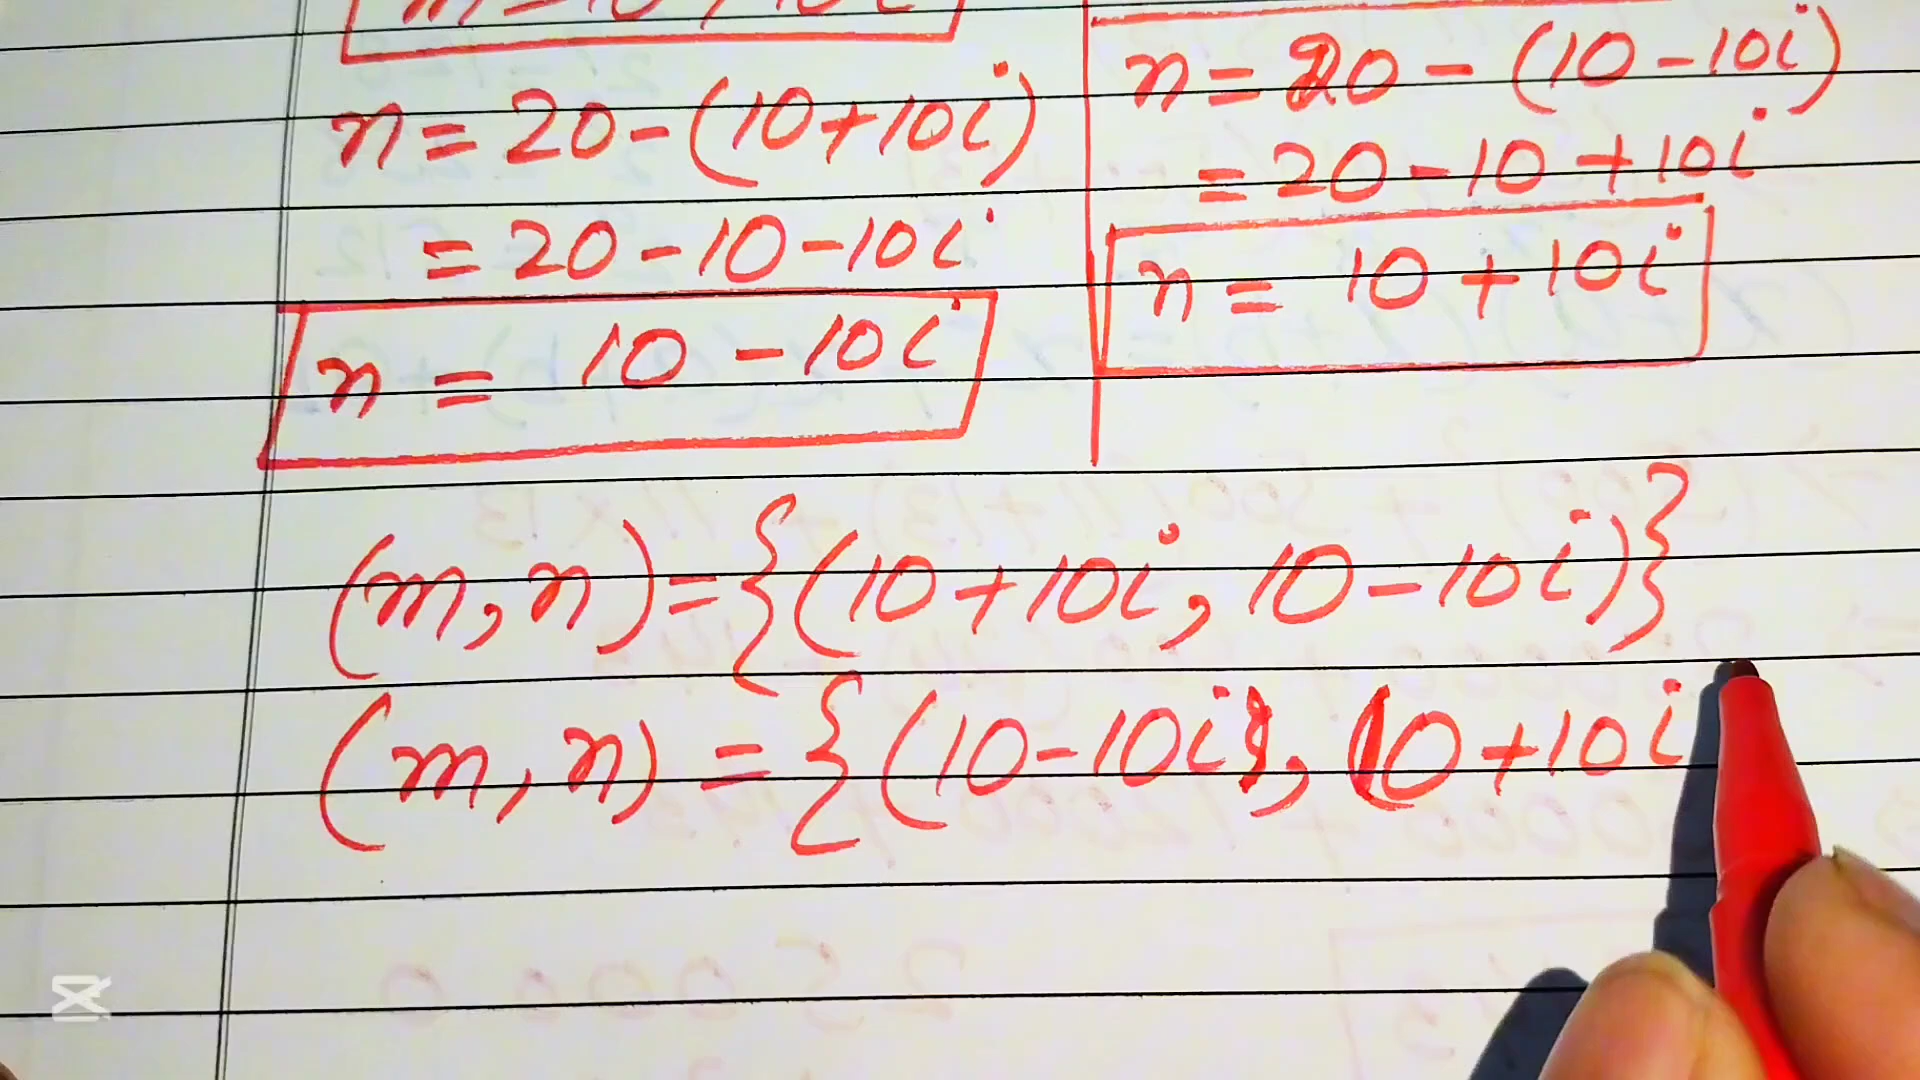 n = 20 - (10 + 10i)
= 20 - 10 - 10i
n = 10 - 10i
n = 20 - (10 - 10i)
= 20 - 10 + 10i
n = 10 + 10i
(m, n) = {(10 + 10i, 10 - 10i)}
(m, n) = {(10 - 10i, 10 + 10i